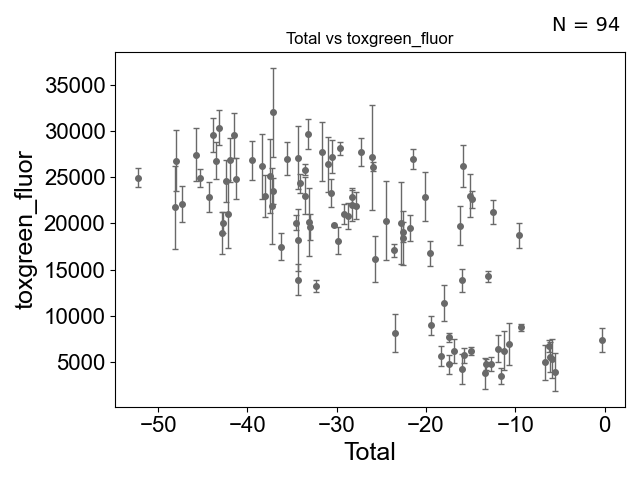 N = 94
Total vs toxgreen_fluor
toxgreen_fluor
35000
30000
25000
20000
15000
10000
5000
−50 −40 −30 −20 −10 0
Total